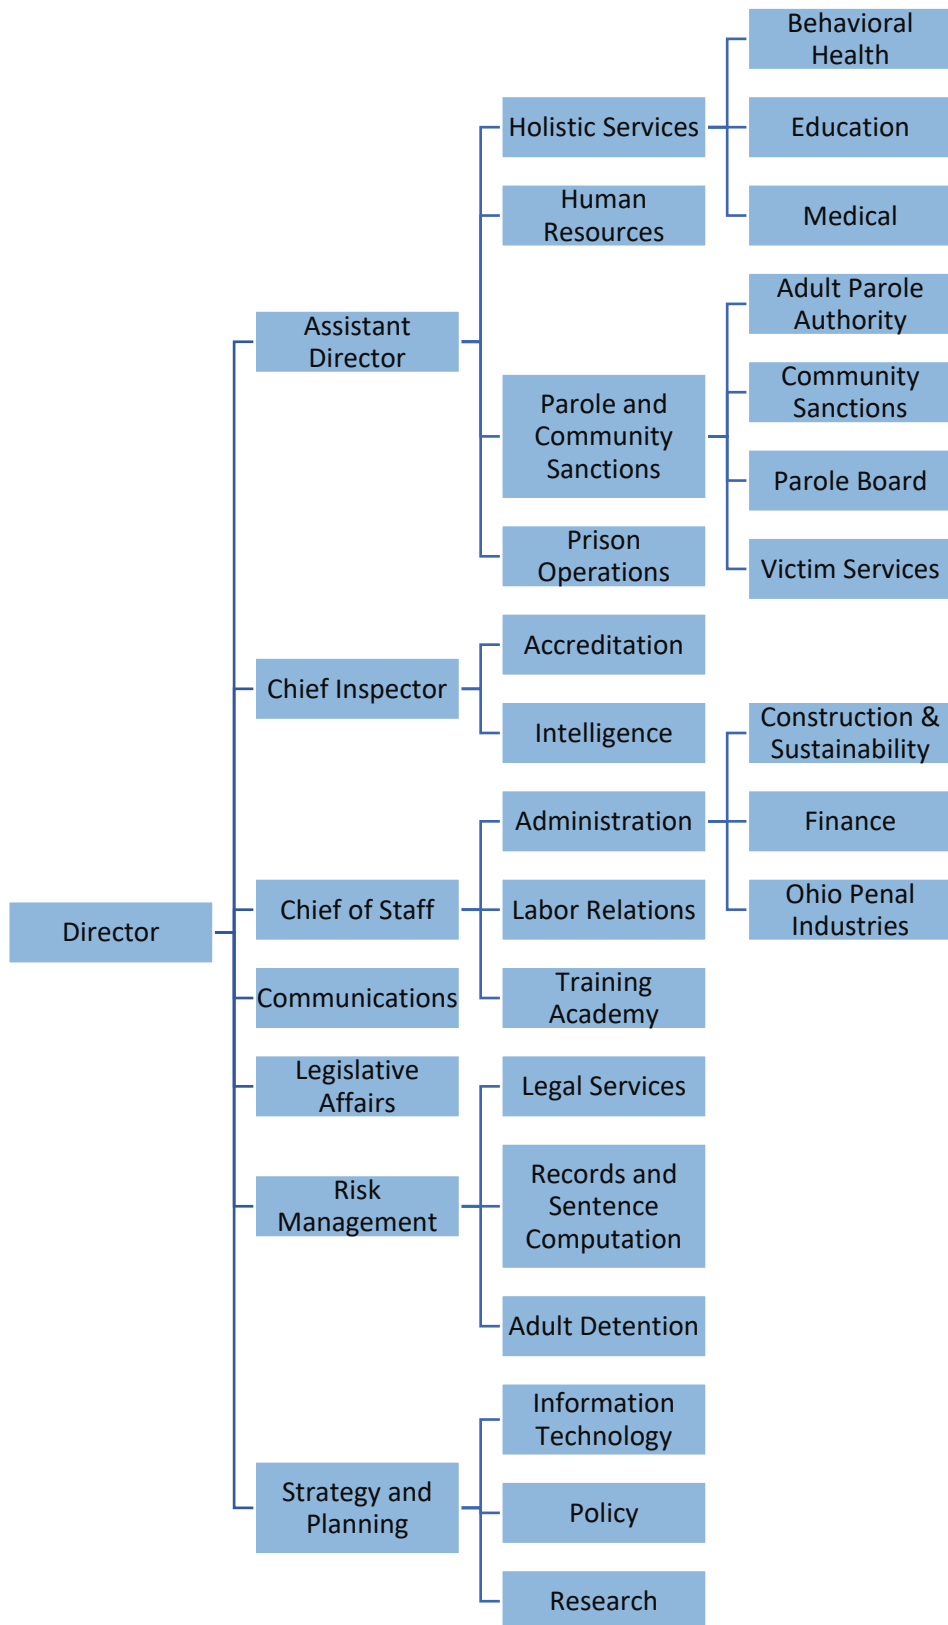 Behavioral
Health
Holistic Services
Education
Human
Resources
Medical
Assistant
Director
Adult Parole
Authority
Parole and
Community
Sanctions
Community
Sanctions
Parole Board
Prison
Operations
Victim Services
Chief Inspector
Accreditation
Intelligence
Construction &
Sustainability
Administration
Finance
Director
Chief of Staff
Labor Relations
Ohio Penal
Industries
Communications
Training
Academy
Legislative
Affairs
Legal Services
Risk
Management
Records and
Sentence
Computation
Adult Detention
Information
Technology
Strategy and
Planning
Policy
Research